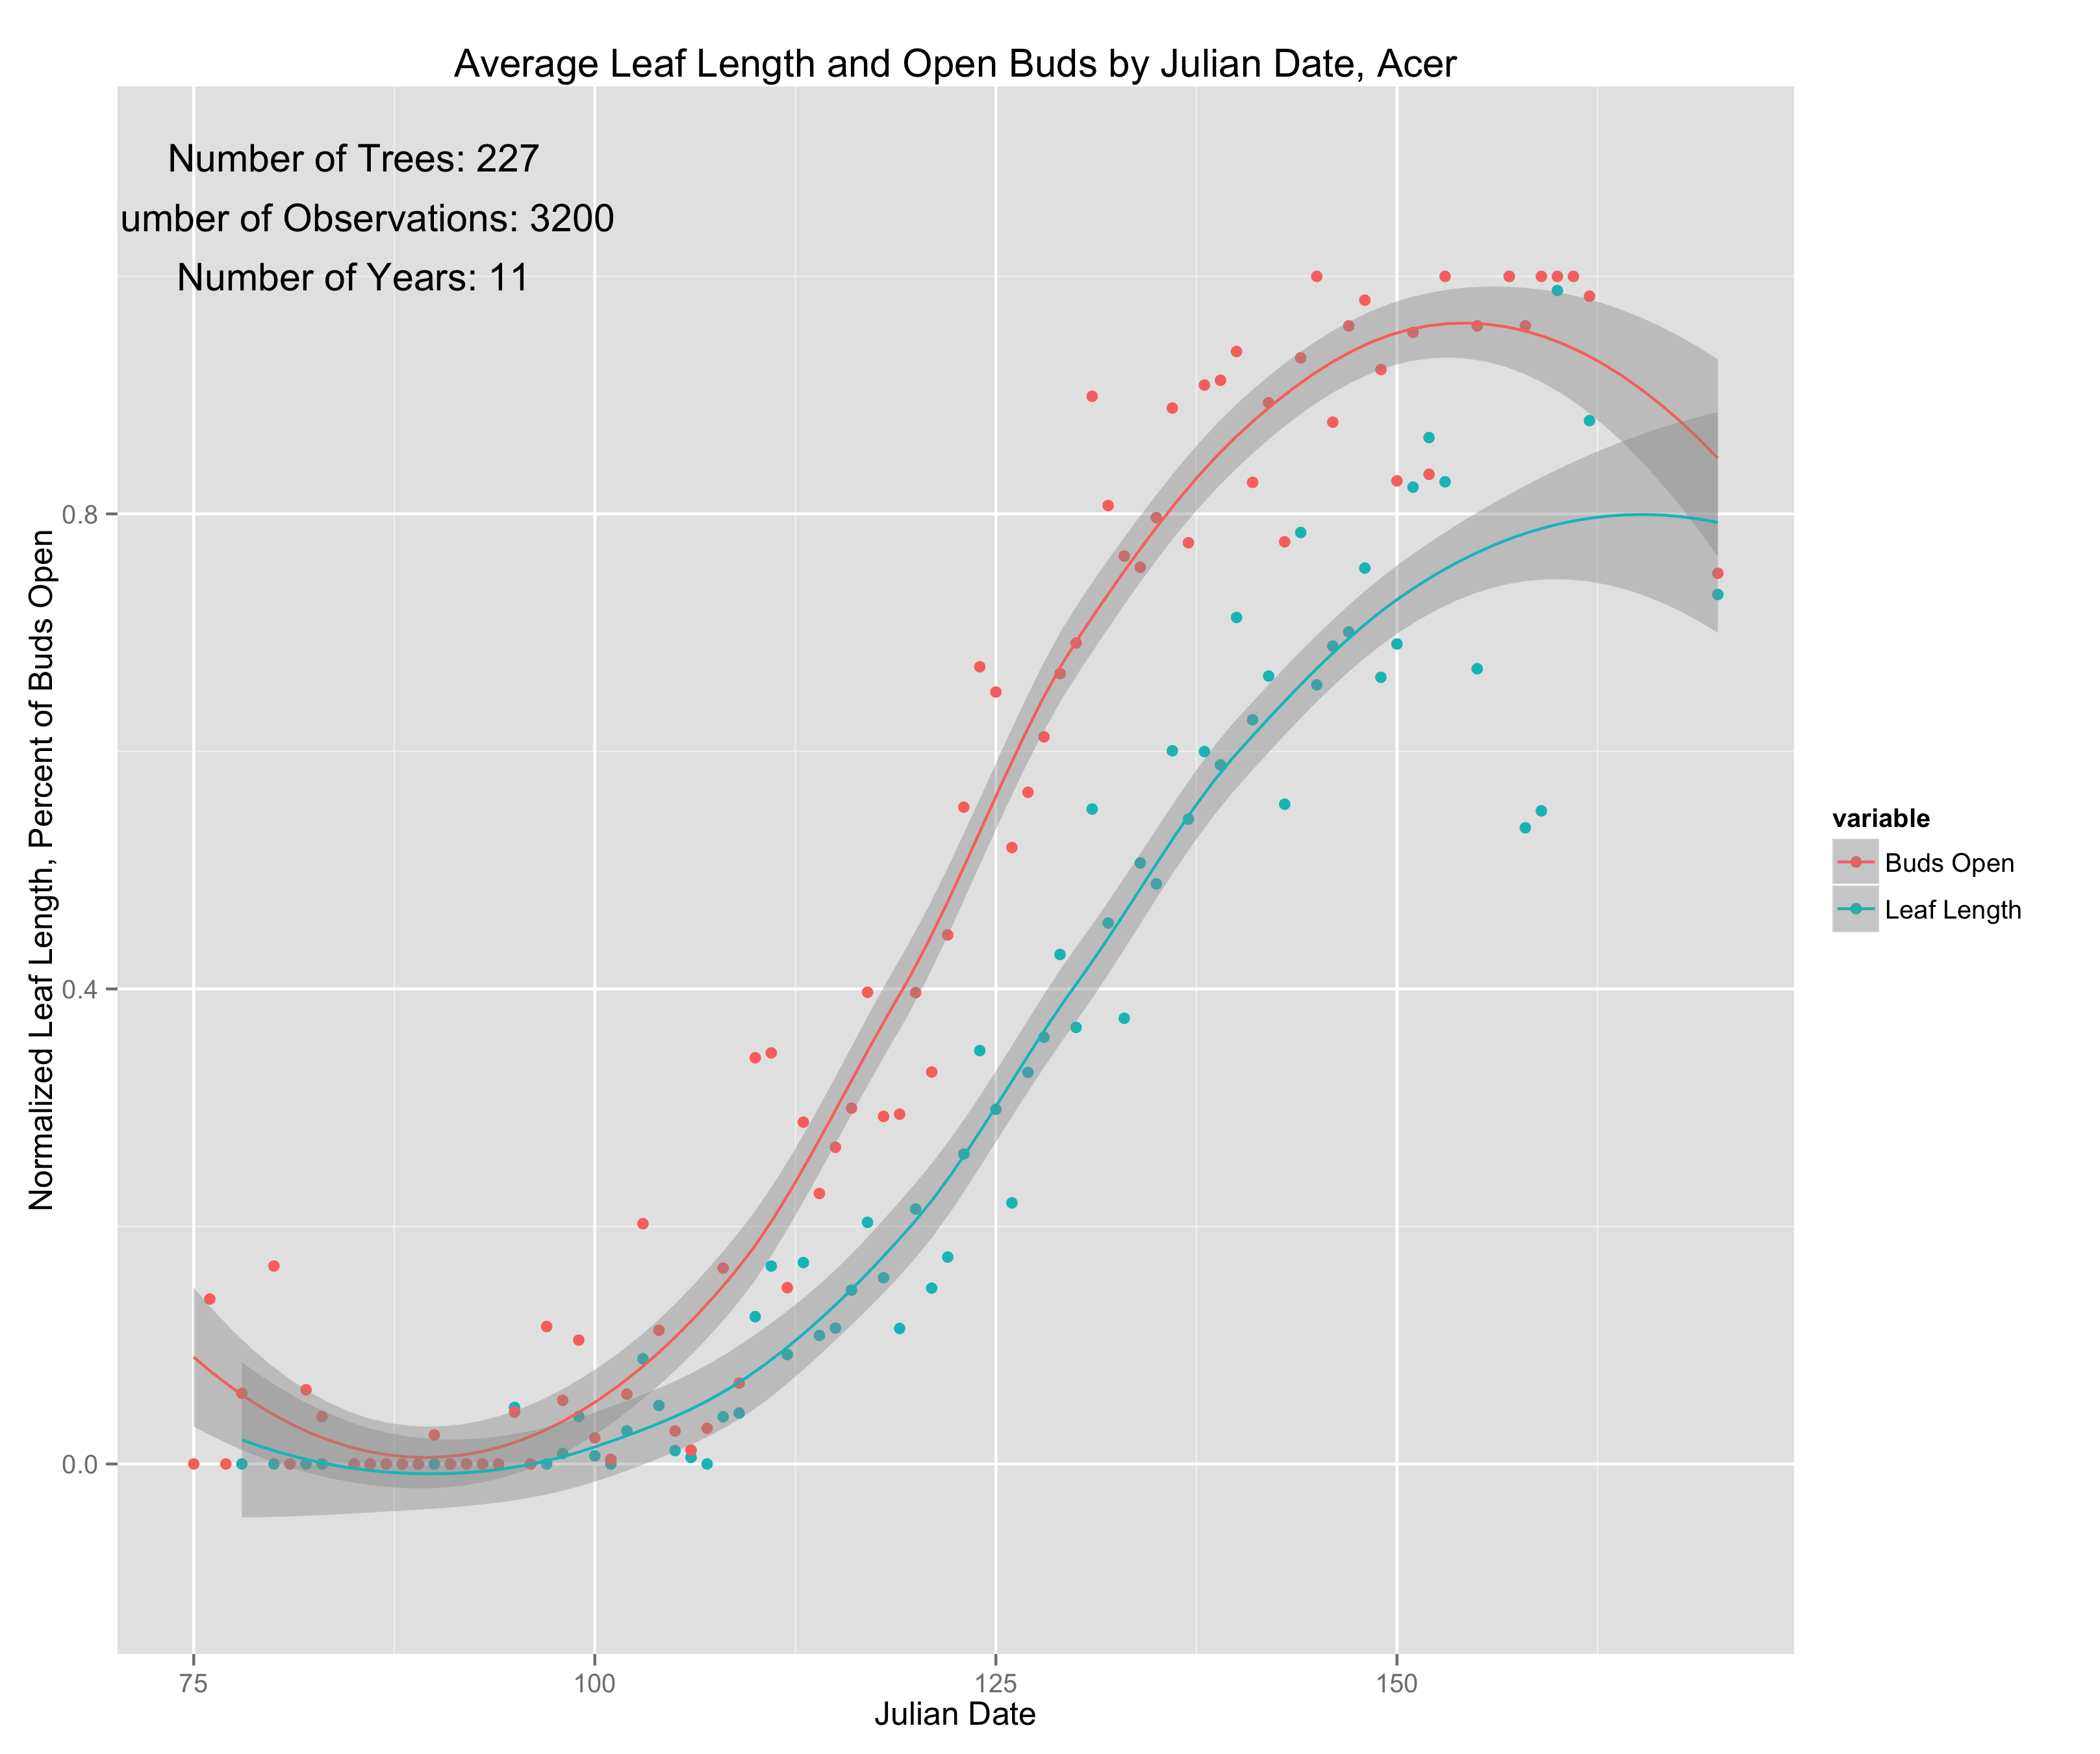 Average Leaf Length and Open Buds by Julian Date, Acer
Number of Trees: 227
umber of Observations: 3200
Number of Years: 11
Normalized Leaf Length, Percent of Buds Open
0.8
0.4
0.0
75 100 125 150
Julian Date
variable
Buds Open
Leaf Length